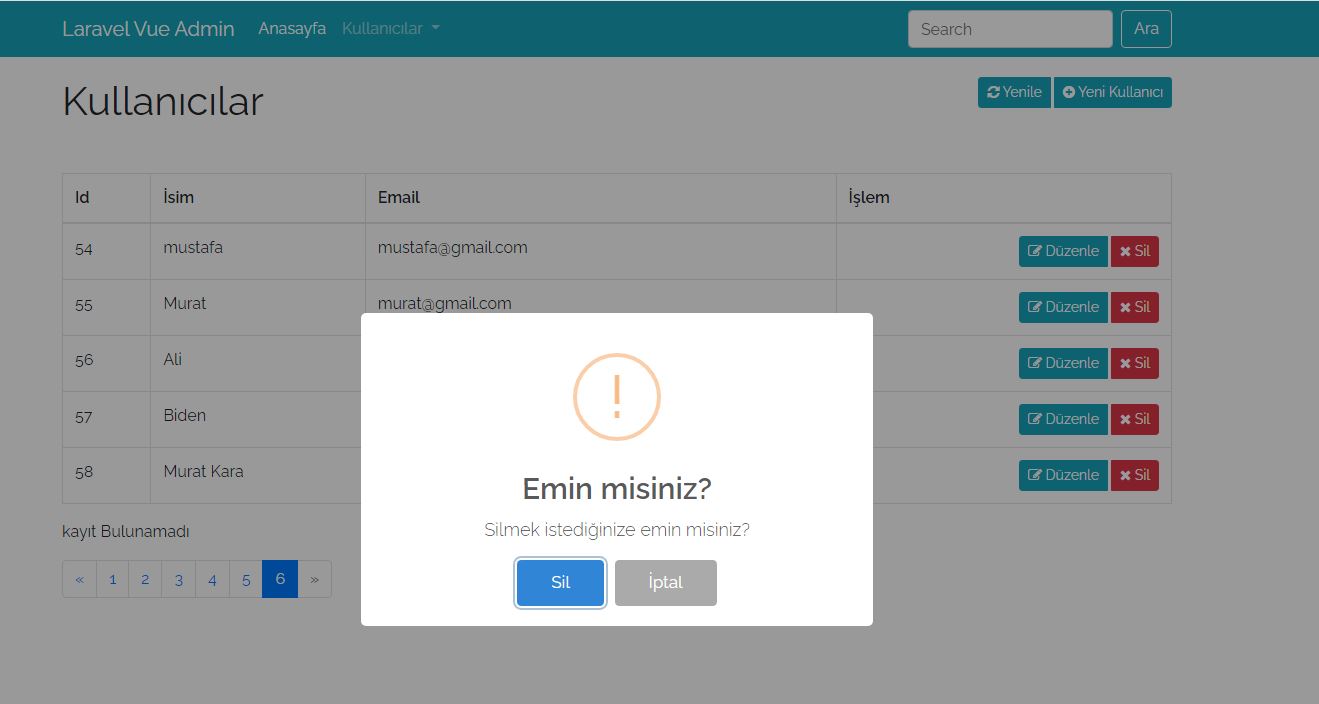 Laravel Vue Admin Anasayfa Kullanıcılar Search Ara
Kullanıcılar Yenile Yeni Kullanıcı
Id İsim Email İşlem
54 mustafa mustafa@gmail.com Düzenle Sil
55 Murat murat@gmail.com Düzenle Sil
56 Ali Düzenle Sil
57 Biden Düzenle Sil
58 Murat Kara Düzenle Sil
Emin misiniz?
Silmek istediğinize emin misiniz?
Sil İptal
kayıt Bulunamadı
« 1 2 3 4 5 6 »